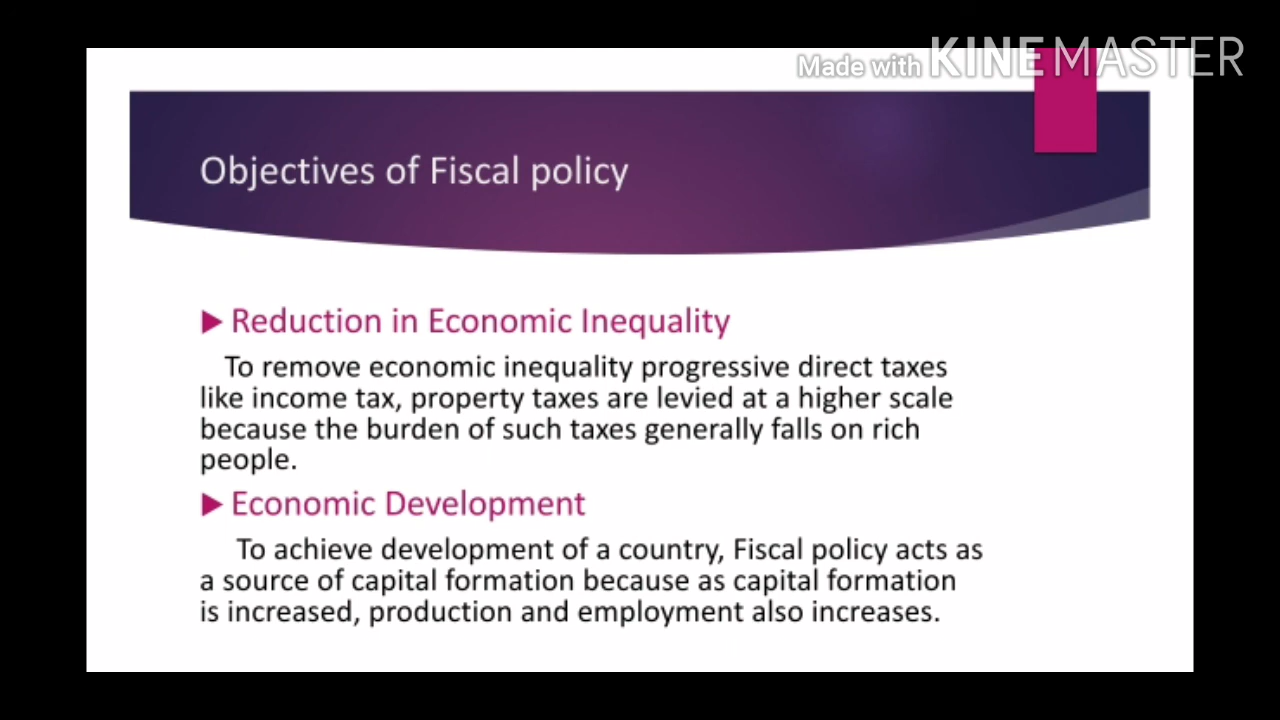 Made with KINEMASTER
Objectives of Fiscal policy
Reduction in Economic Inequality
To remove economic inequality progressive direct taxes
like income tax, property taxes are levied at a higher scale
because the burden of such taxes generally falls on rich
people.
Economic Development
To achieve development of a country, Fiscal policy acts as
a source of capital formation because as capital formation
is increased, production and employment also increases.